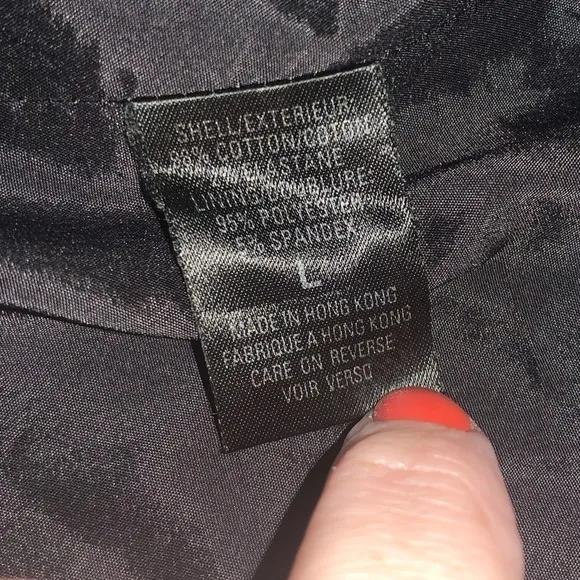 SHELL/EXTERIEUR
COTTON/COTON
LINING/DOUBLURE
95% POLYESTER
5% SPANDEX
L
MADE IN HONG KONG
FABRIQUE A HONG KONG
CARE ON REVERSE
VOIR VERSO